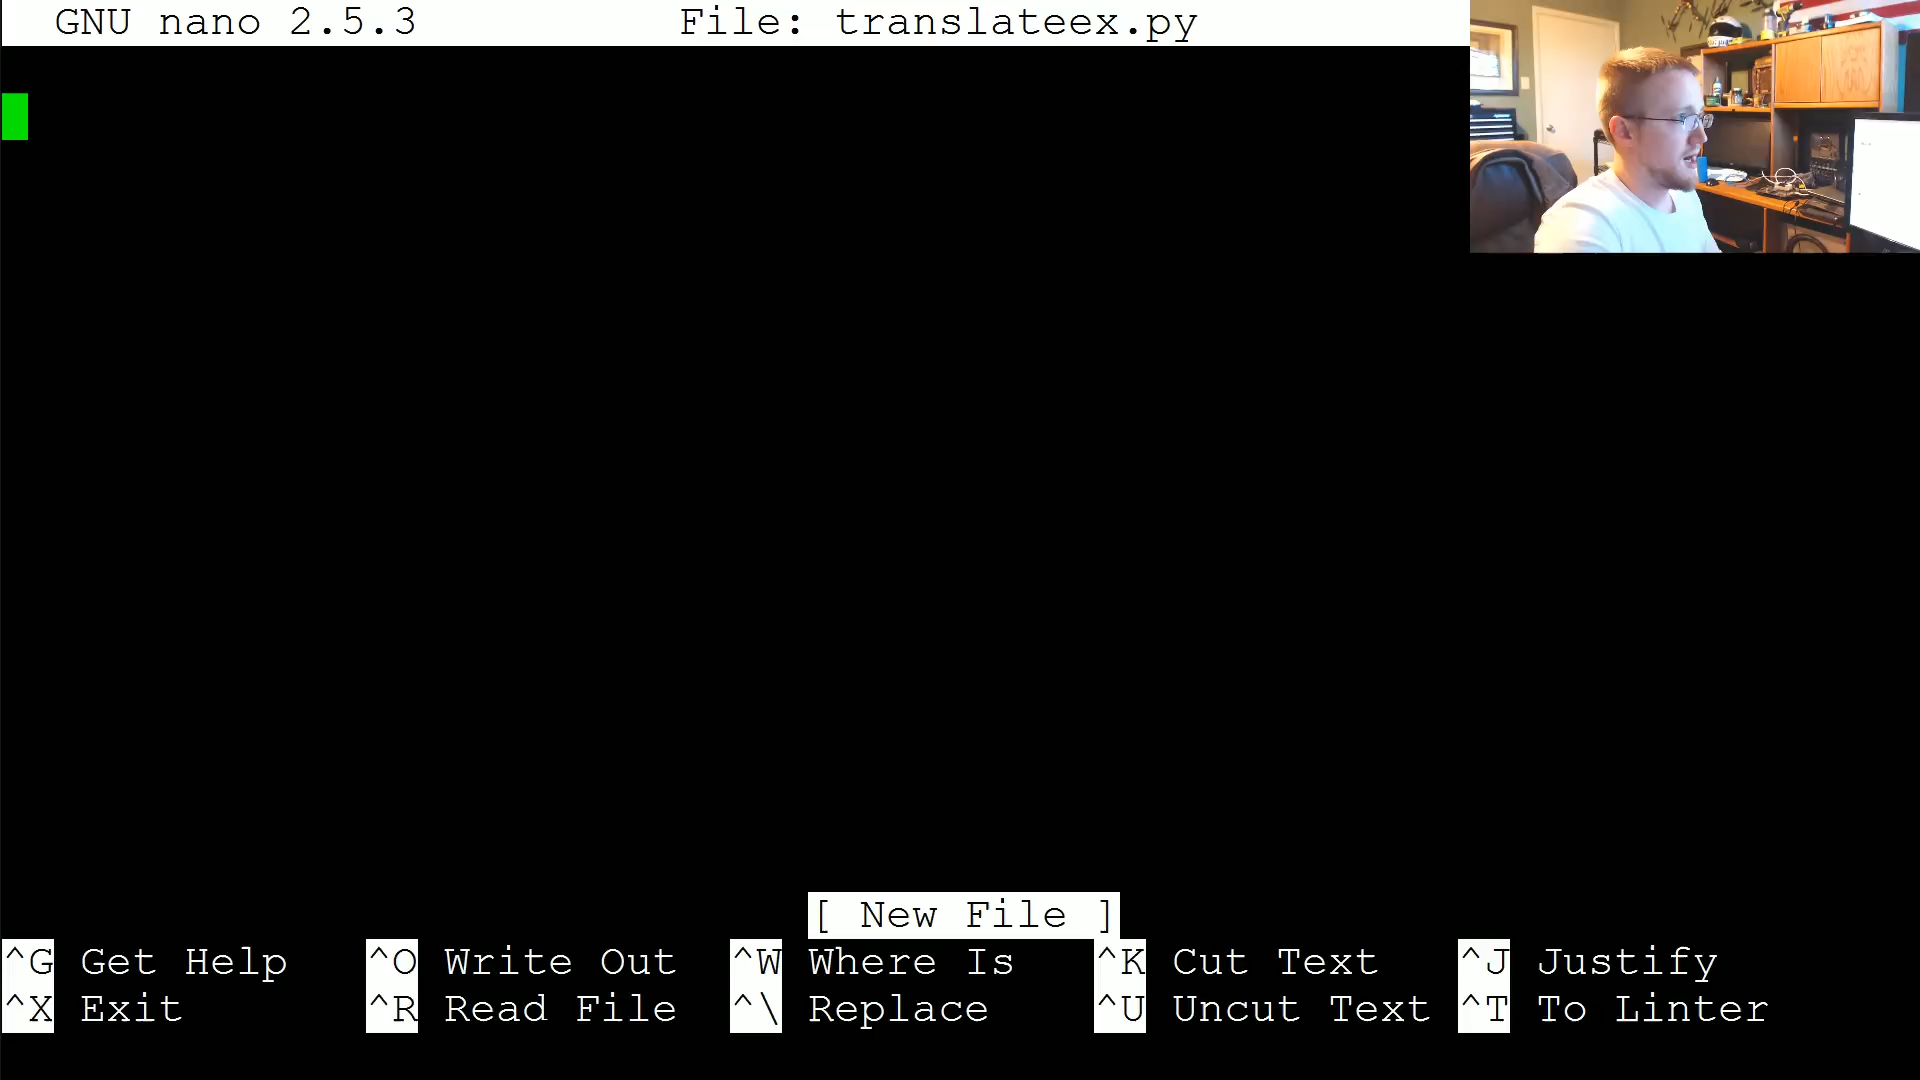 GNU nano 2.5.3 File: translateex.py
[ New File ]
^G Get Help ^O Write Out ^W Where Is ^K Cut Text ^J Justify
^X Exit ^R Read File ^\ Replace ^U Uncut Text ^T To Linter